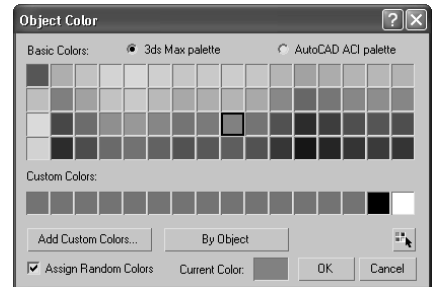 Object Color
Basic Colors: 3ds Max palette AutoCAD ACI palette
Custom Colors:
Add Custom Colors... By Object
Assign Random Colors Current Color: OK Cancel